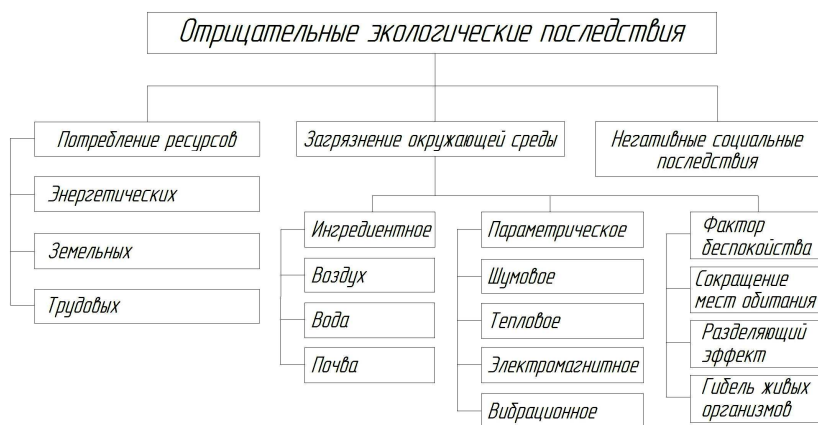 Отрицательные экологические последствия
Потребление ресурсов
Энергетических
Земельных
Трудовых
Загрязнение окружающей среды
Негативные социальные
последствия
Ингредиентное
Воздух
Вода
Почва
Параметрическое
Шумовое
Тепловое
Электромагнитное
Вибрационное
Фактор
беспокойства
Сокращение
мест обитания
Разделяющий
эффект
Гибель живых
организмов